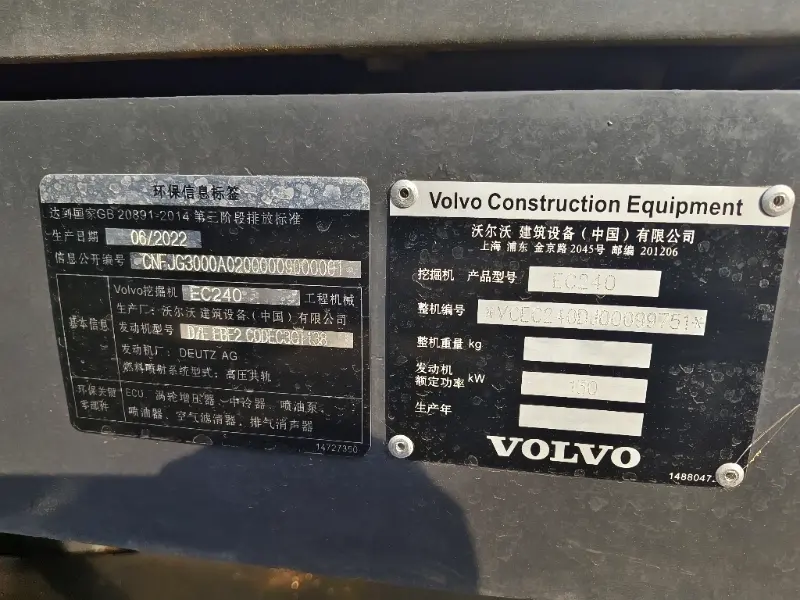 环保信息标签
达到国家GB 20891-2014 第三阶段排放标准
生产日期 06/2022
信息公开编号
基本信息
Volvo挖掘机 EC240 工程机械
生产厂: 沃尔沃 建筑设备(中国)有限公司
发动机型号
发动机厂: DEUTZ AG
燃料喷射系统型式: 高压共轨
环保关键零部件
ECU 涡轮增压器 中冷器、喷油泵、
喷油器、空气滤清器、排气消声器
14727350
Volvo Construction Equipment
沃尔沃 建筑设备(中国)有限公司
上海 浦东 金京路 2045号 邮编 201206
挖掘机 产品型号 EC240
整机编号 *VCEC240DJ00099751*
整机重量 kg
发动机
额定功率 kW 150
生产年
VOLVO